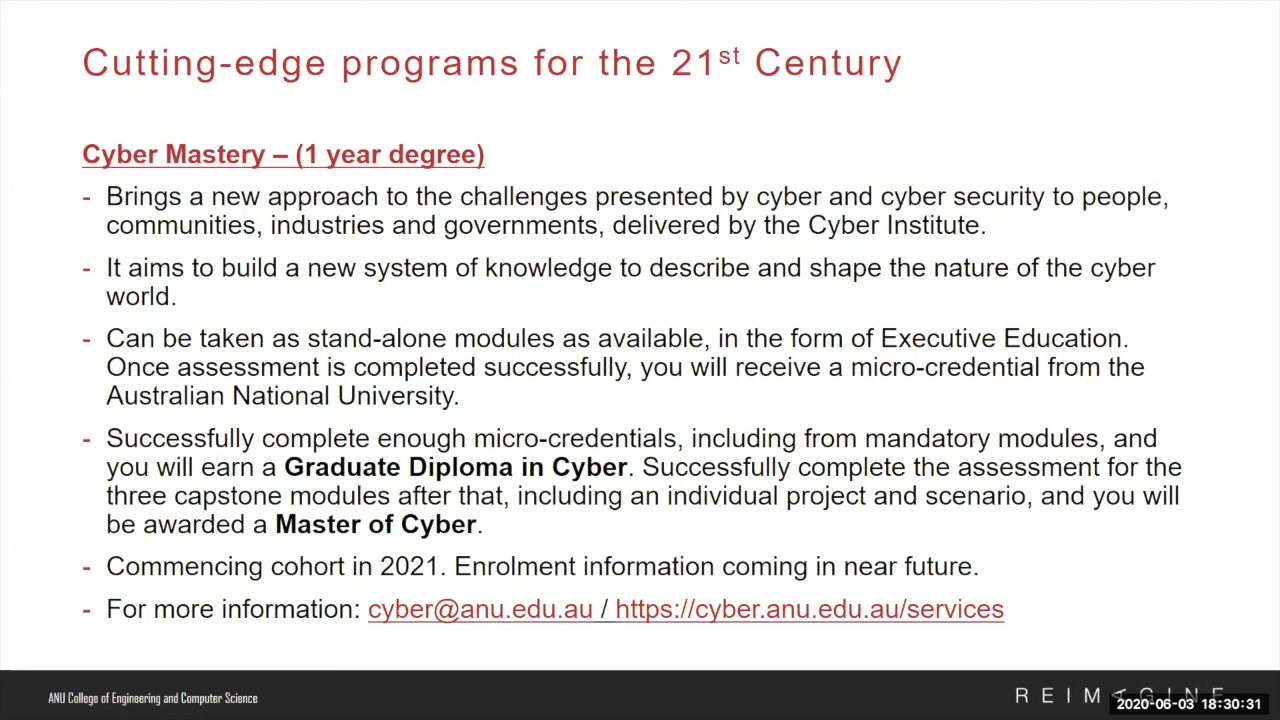 Cutting-edge programs for the 21st Century
Cyber Mastery – (1 year degree)
- Brings a new approach to the challenges presented by cyber and cyber security to people,
communities, industries and governments, delivered by the Cyber Institute.
- It aims to build a new system of knowledge to describe and shape the nature of the cyber
world.
- Can be taken as stand-alone modules as available, in the form of Executive Education.
Once assessment is completed successfully, you will receive a micro-credential from the
Australian National University.
- Successfully complete enough micro-credentials, including from mandatory modules, and
you will earn a Graduate Diploma in Cyber. Successfully complete the assessment for the
three capstone modules after that, including an individual project and scenario, and you will
be awarded a Master of Cyber.
- Commencing cohort in 2021. Enrolment information coming in near future.
- For more information: cyber@anu.edu.au / https://cyber.anu.edu.au/services
ANU College of Engineering and Computer Science
REIMAGINE
2020-06-03 18:30:31